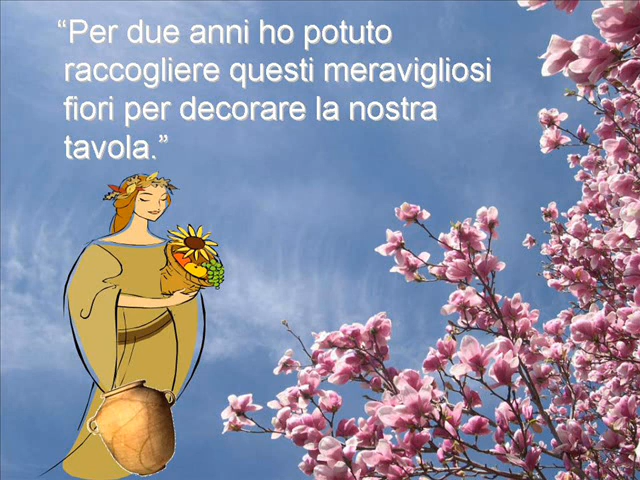 “Per due anni ho potuto
raccogliere questi meravigliosi
fiori per decorare la nostra
tavola.”